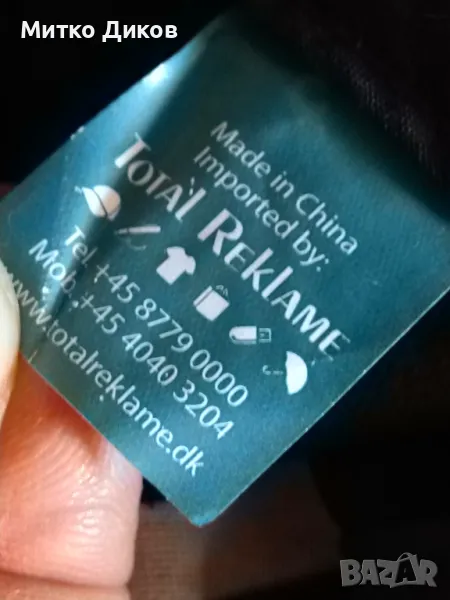 Митко Диков
Made in China
Imported by:
TOTAL REKLAME
Tel. +45 8779 0000
Mob. +45 4040 3204
www.totalreklame.dk
BAZAR